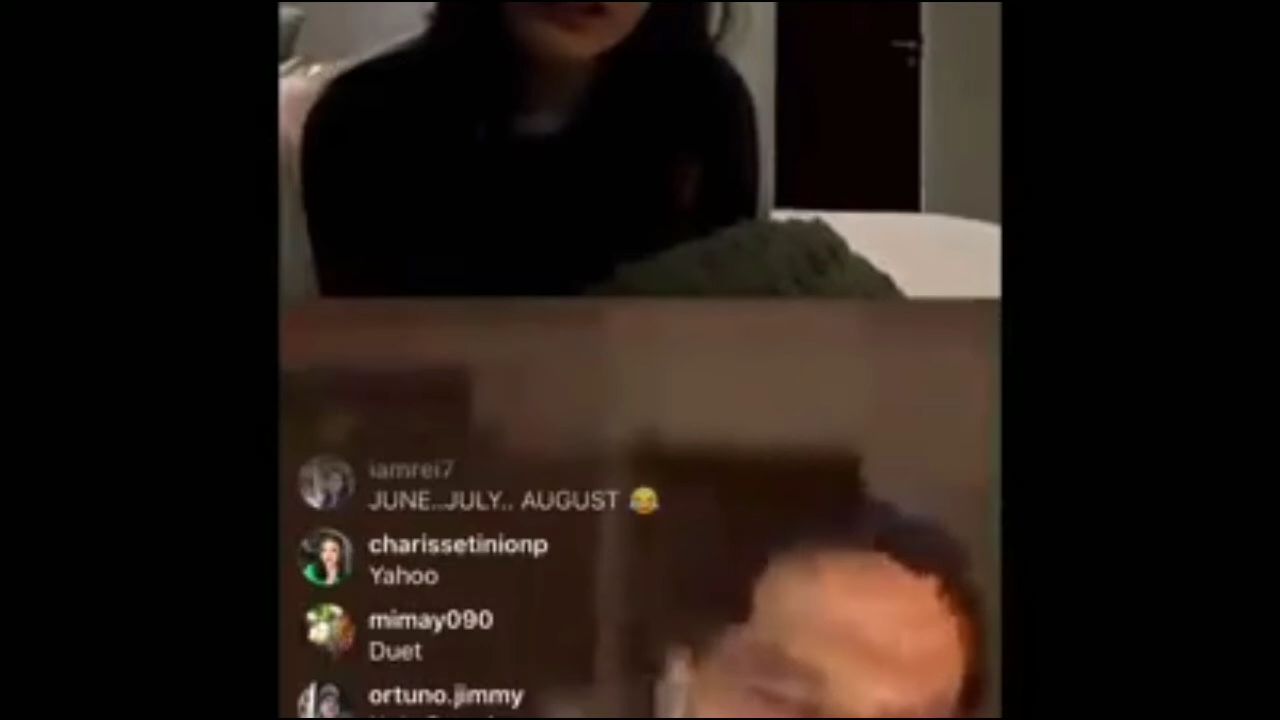 iamrei7
JUNE..JULY.. AUGUST 😂
charissetinionp
Yahoo
mimay090
Duet
ortuno.jimmy